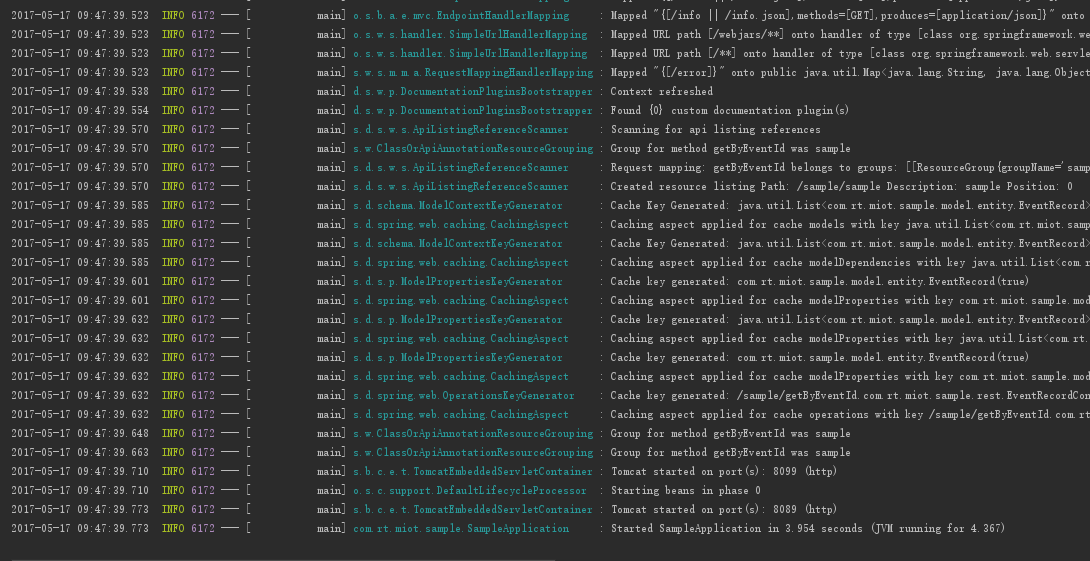 2017-05-17 09:47:39.523 INFO 6172 --- [ main] o.s.b.a.e.mvc.EndpointHandlerMapping : Mapped "{[/info || /info.json],methods=[GET],produces=[application/json]}" onto
2017-05-17 09:47:39.523 INFO 6172 --- [ main] o.s.w.s.handler.SimpleUrlHandlerMapping : Mapped URL path [/webjars/**] onto handler of type [class org.springframework.we
2017-05-17 09:47:39.523 INFO 6172 --- [ main] o.s.w.s.handler.SimpleUrlHandlerMapping : Mapped URL path [/**] onto handler of type [class org.springframework.web.servle
2017-05-17 09:47:39.523 INFO 6172 --- [ main] s.w.s.m.m.a.RequestMappingHandlerMapping : Mapped "{[/error]}" onto public java.util.Map<java.lang.String, java.lang.Object
2017-05-17 09:47:39.538 INFO 6172 --- [ main] d.s.w.p.DocumentationPluginsBootstrapper : Context refreshed
2017-05-17 09:47:39.554 INFO 6172 --- [ main] d.s.w.p.DocumentationPluginsBootstrapper : Found {0} custom documentation plugin(s)
2017-05-17 09:47:39.570 INFO 6172 --- [ main] s.d.s.w.s.ApiListingReferenceScanner : Scanning for api listing references
2017-05-17 09:47:39.570 INFO 6172 --- [ main] s.w.ClassOrApiAnnotationResourceGrouping : Group for method getByEventId was sample
2017-05-17 09:47:39.570 INFO 6172 --- [ main] s.d.s.w.s.ApiListingReferenceScanner : Request mapping: getByEventId belongs to groups: [[ResourceGroup{groupName='samp
2017-05-17 09:47:39.570 INFO 6172 --- [ main] s.d.s.w.s.ApiListingReferenceScanner : Created resource listing Path: /sample/sample Description: sample Position: 0
2017-05-17 09:47:39.585 INFO 6172 --- [ main] s.d.schema.ModelContextKeyGenerator : Cache Key Generated: java.util.List<com.rt.miot.sample.model.entity.EventRecord>
2017-05-17 09:47:39.585 INFO 6172 --- [ main] s.d.spring.web.caching.CachingAspect : Caching aspect applied for cache models with key java.util.List<com.rt.miot.sam
2017-05-17 09:47:39.585 INFO 6172 --- [ main] s.d.schema.ModelContextKeyGenerator : Cache Key Generated: java.util.List<com.rt.miot.sample.model.entity.EventRecord>
2017-05-17 09:47:39.585 INFO 6172 --- [ main] s.d.spring.web.caching.CachingAspect : Caching aspect applied for cache modelDependencies with key java.util.List<com.r
2017-05-17 09:47:39.601 INFO 6172 --- [ main] s.d.s.p.ModelPropertiesKeyGenerator : Cache key generated: com.rt.miot.sample.model.entity.EventRecord(true)
2017-05-17 09:47:39.601 INFO 6172 --- [ main] s.d.spring.web.caching.CachingAspect : Caching aspect applied for cache modelProperties with key com.rt.miot.sample.mod
2017-05-17 09:47:39.632 INFO 6172 --- [ main] s.d.s.p.ModelPropertiesKeyGenerator : Cache key generated: java.util.List<com.rt.miot.sample.model.entity.EventRecord>
2017-05-17 09:47:39.632 INFO 6172 --- [ main] s.d.spring.web.caching.CachingAspect : Caching aspect applied for cache modelProperties with key java.util.List<com.rt.
2017-05-17 09:47:39.632 INFO 6172 --- [ main] s.d.s.p.ModelPropertiesKeyGenerator : Cache key generated: com.rt.miot.sample.model.entity.EventRecord(true)
2017-05-17 09:47:39.632 INFO 6172 --- [ main] s.d.spring.web.caching.CachingAspect : Caching aspect applied for cache modelProperties with key com.rt.miot.sample.mod
2017-05-17 09:47:39.632 INFO 6172 --- [ main] s.d.spring.web.OperationsKeyGenerator : Cache key generated: /sample/getByEventId.com.rt.miot.sample.rest.EventRecordCon
2017-05-17 09:47:39.632 INFO 6172 --- [ main] s.d.spring.web.caching.CachingAspect : Caching aspect applied for cache operations with key /sample/getByEventId.com.rt
2017-05-17 09:47:39.648 INFO 6172 --- [ main] s.w.ClassOrApiAnnotationResourceGrouping : Group for method getByEventId was sample
2017-05-17 09:47:39.663 INFO 6172 --- [ main] s.w.ClassOrApiAnnotationResourceGrouping : Group for method getByEventId was sample
2017-05-17 09:47:39.710 INFO 6172 --- [ main] s.b.c.e.t.TomcatEmbeddedServletContainer : Tomcat started on port(s): 8099 (http)
2017-05-17 09:47:39.710 INFO 6172 --- [ main] o.s.c.support.DefaultLifecycleProcessor : Starting beans in phase 0
2017-05-17 09:47:39.773 INFO 6172 --- [ main] s.b.c.e.t.TomcatEmbeddedServletContainer : Tomcat started on port(s): 8089 (http)
2017-05-17 09:47:39.773 INFO 6172 --- [ main] com.rt.miot.sample.SampleApplication : Started SampleApplication in 3.954 seconds (JVM running for 4.367)